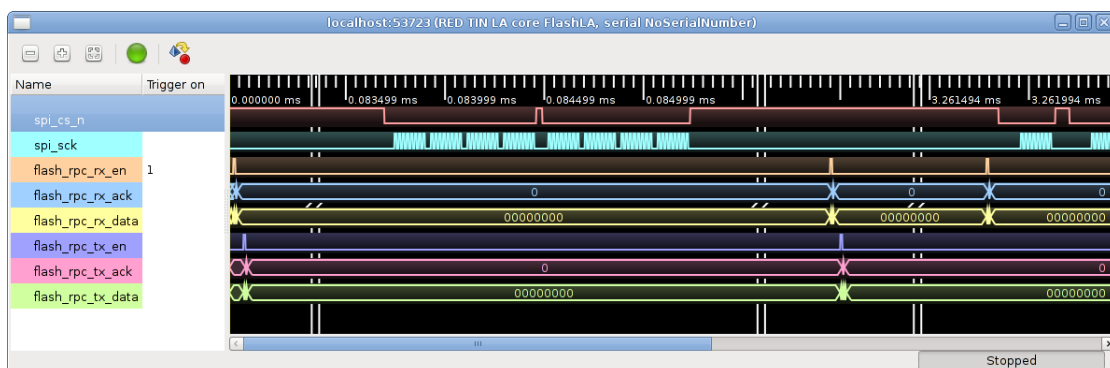 localhost:53723 (RED TIN LA core FlashLA, serial NoSerialNumber)
Name Trigger on
0.000000 ms 0.083499 ms 0.083999 ms 0.084499 ms 0.084999 ms 3.261494 ms 3.261994 ms
spi_cs_n
spi_sck
flash_rpc_rx_en 1
flash_rpc_rx_ack 0 0 0
flash_rpc_rx_data 00000000 00000000 00000000
flash_rpc_tx_en
flash_rpc_tx_ack 0 0
flash_rpc_tx_data 00000000 00000000
Stopped